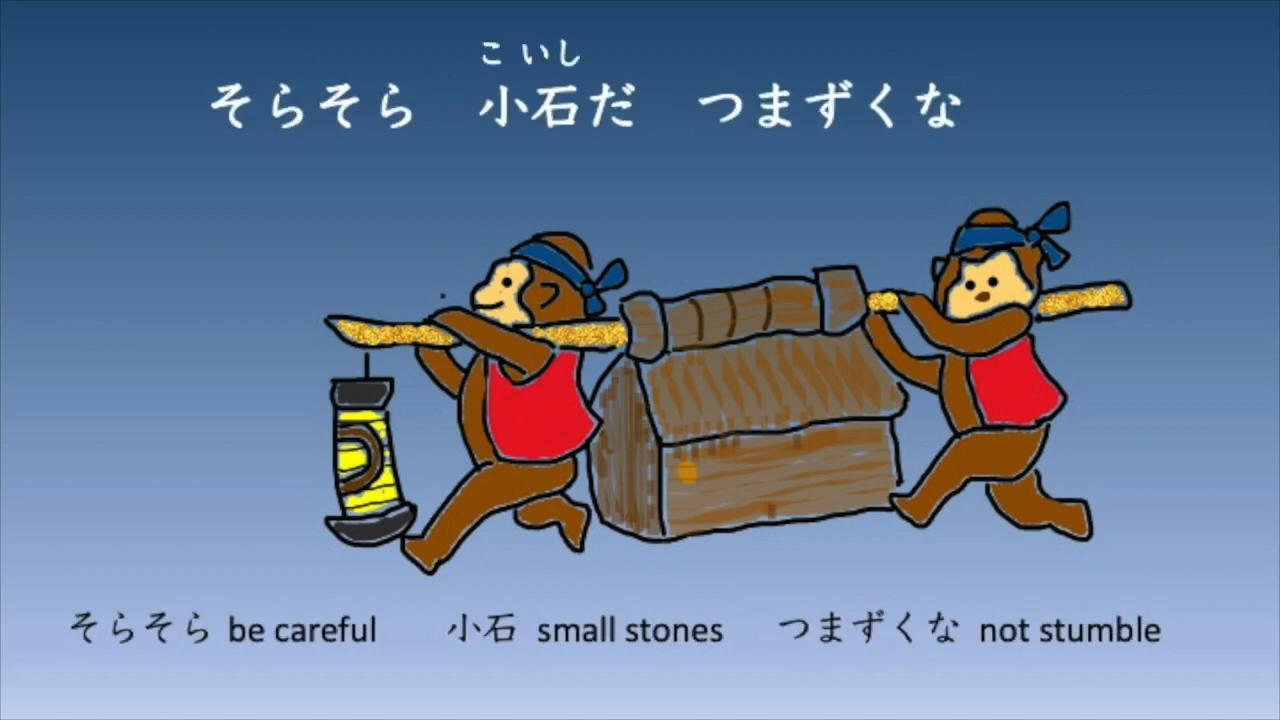 こいし
そらそら　小石だ　つまずくな
そらそら be careful　小石 small stones　つまずくな not stumble